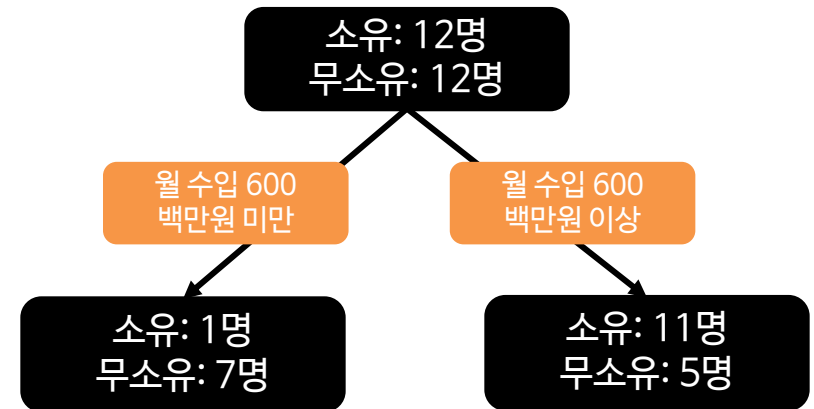 소유: 12명
무소유: 12명
월 수입 600
백만원 미만
월 수입 600
백만원 이상
소유: 1명
무소유: 7명
소유: 11명
무소유: 5명